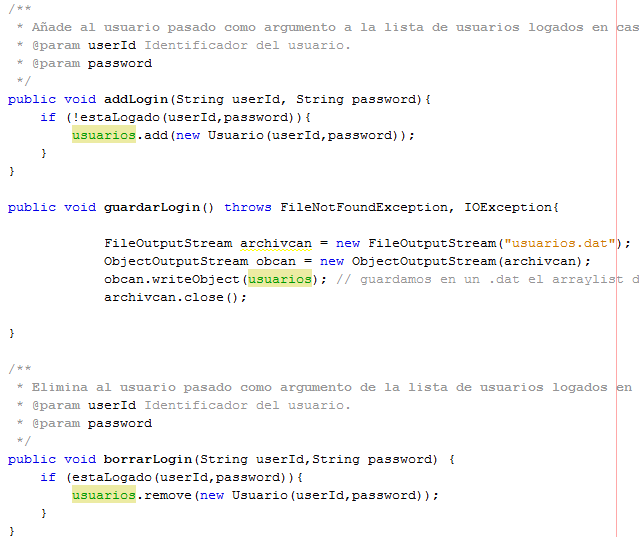 /**
 * Añade al usuario pasado como argumento a la lista de usuarios logados en cas
 * @param userId Identificador del usuario.
 * @param password
 */
public void addLogin(String userId, String password){
    if (!estaLogado(userId,password)){
        usuarios.add(new Usuario(userId,password));
    }
}
public void guardarLogin() throws FileNotFoundException, IOException{
            FileOutputStream archivcan = new FileOutputStream("usuarios.dat");
            ObjectOutputStream obcan = new ObjectOutputStream(archivcan);
            obcan.writeObject(usuarios); // guardamos en un .dat el arraylist d
            archivcan.close();
}
/**
 * Elimina al usuario pasado como argumento de la lista de usuarios logados en
 * @param userId Identificador del usuario.
 * @param password
 */
public void borrarLogin(String userId,String password) {
    if (estaLogado(userId,password)){
        usuarios.remove(new Usuario(userId,password));
    }
}